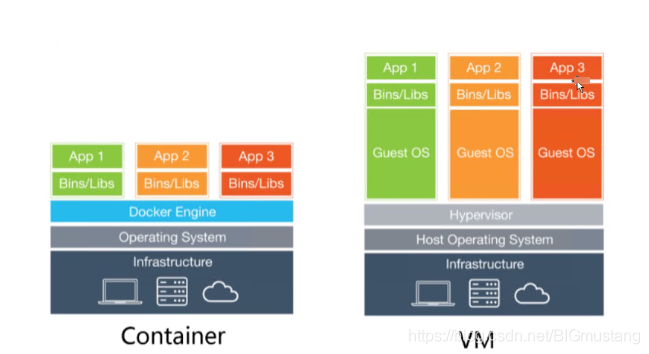 App 1 App 2 App 3
Bins/Libs Bins/Libs Bins/Libs
Docker Engine
Operating System
Infrastructure
Container
App 1 App 2 App 3
Bins/Libs Bins/Libs Bins/Libs
Guest OS Guest OS Guest OS
Hypervisor
Host Operating System
Infrastructure
VM
https://blog.csdn.net/BIGmustang